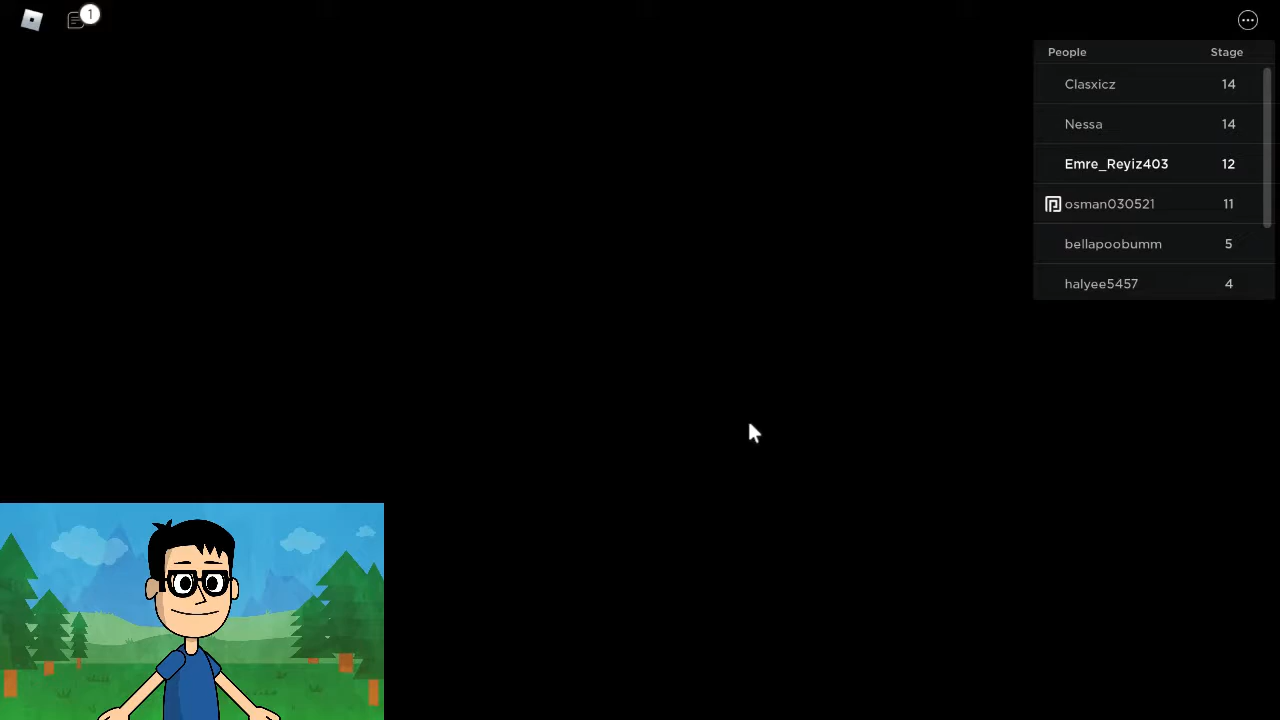 1
People Stage
Clasxicz 14
Nessa 14
Emre_Reyiz403 12
osman030521 11
bellapoobumm 5
halyee5457 4